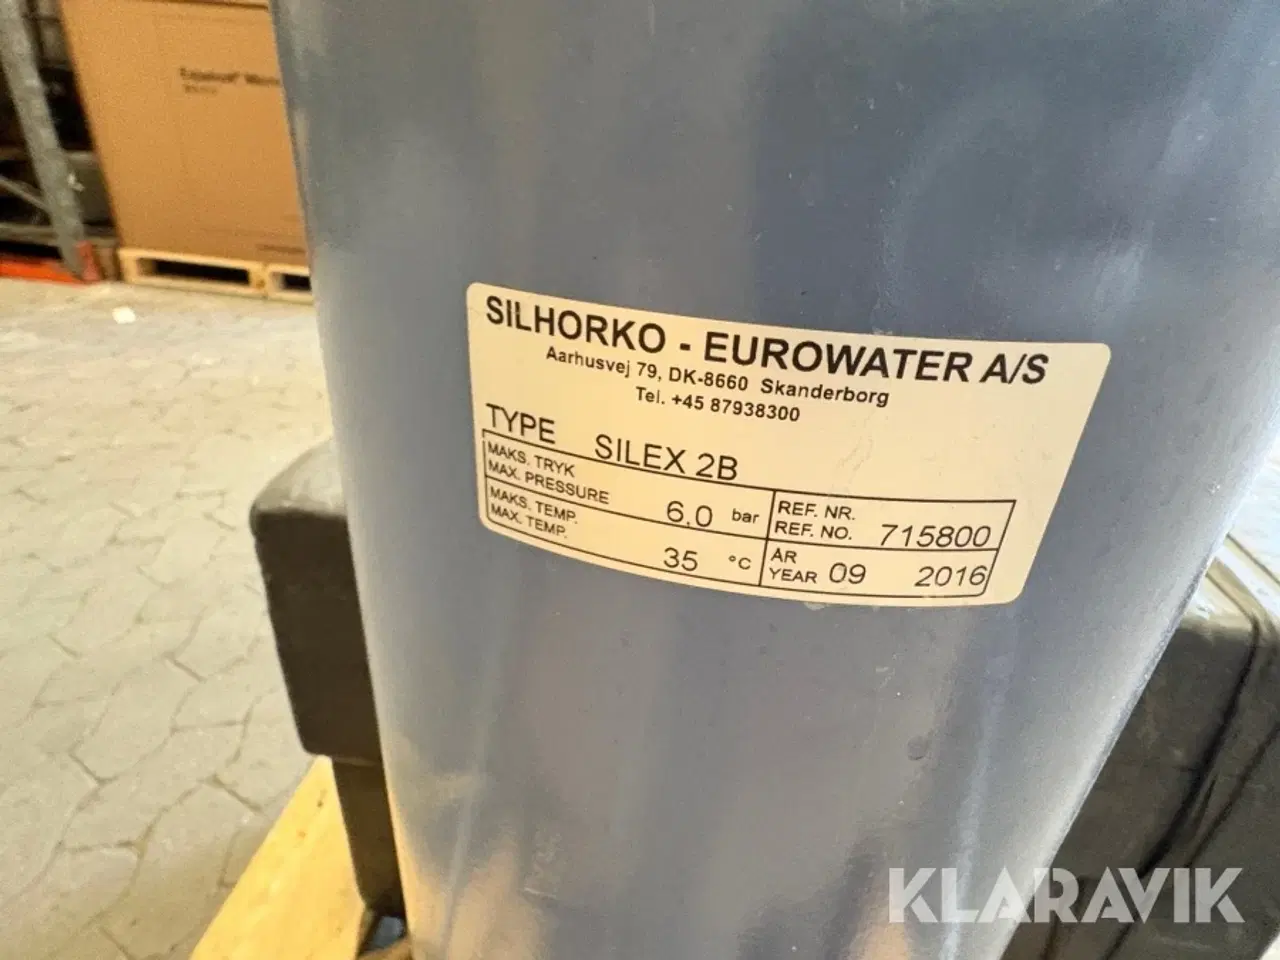 SILHORKO - EUROWATER A/S
Aarhusvej 79, DK-8660 Skanderborg
Tel. +45 87938300
TYPE SILEX 2B
MAKS. TRYK
MAX. PRESSURE 6.0 bar
REF. NR.
REF. NO. 715800
MAKS. TEMP.
MAX. TEMP. 35 °C
AR
YEAR 09 2016
KLARAVIK